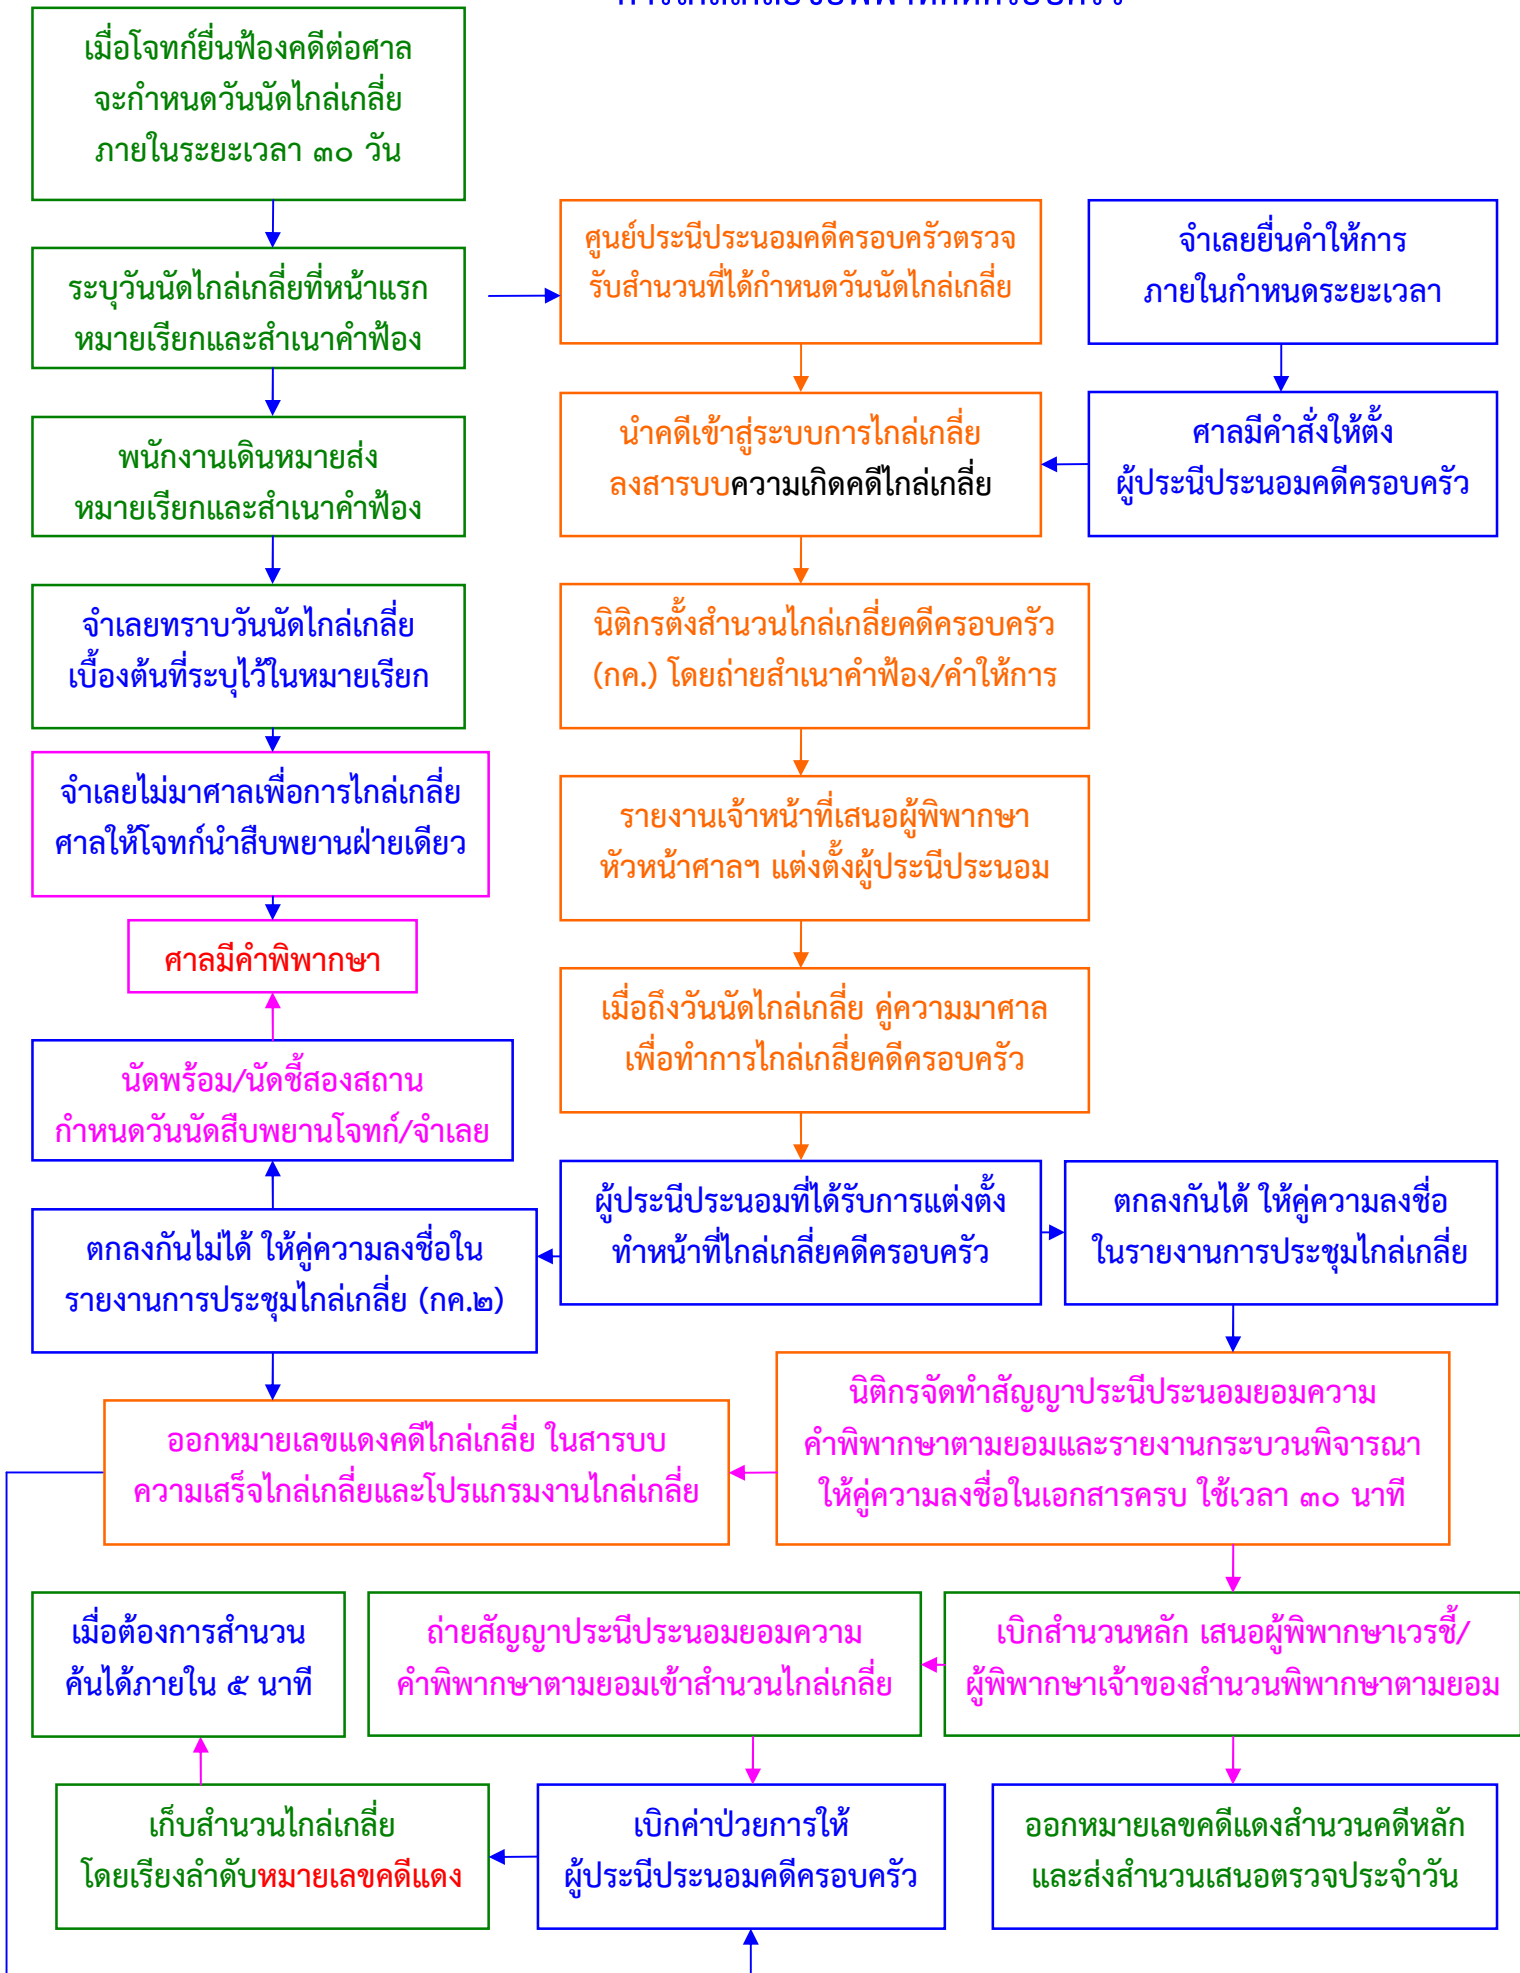 เมื่อโจทก์ยื่นฟ้องคดีต่อศาล
จะกำหนดวันนัดไกล่เกลี่ย
ภายในระยะเวลา ๓๐ วัน
ระบุวันนัดไกล่เกลี่ยที่หน้าแรก
หมายเรียกและสำเนาคำฟ้อง
ศูนย์ประนีประนอมคดีครอบครัวตรวจ
รับสำนวนที่ได้กำหนดวันนัดไกล่เกลี่ย
จำเลยยื่นคำให้การ
ภายในกำหนดระยะเวลา
พนักงานเดินหมายส่ง
หมายเรียกและสำเนาคำฟ้อง
นำคดีเข้าสู่ระบบการไกล่เกลี่ย
ลงสารบบความเกิดคดีไกล่เกลี่ย
ศาลมีคำสั่งให้ตั้ง
ผู้ประนีประนอมคดีครอบครัว
จำเลยทราบวันนัดไกล่เกลี่ย
เบื้องต้นที่ระบุไว้ในหมายเรียก
นิติกรตั้งสำนวนไกล่เกลี่ยคดีครอบครัว
(กค.) โดยถ่ายสำเนาคำฟ้อง/คำให้การ
จำเลยไม่มาศาลเพื่อการไกล่เกลี่ย
ศาลให้โจทก์นำสืบพยานฝ่ายเดียว
รายงานเจ้าหน้าที่เสนอผู้พิพากษา
หัวหน้าศาลฯ แต่งตั้งผู้ประนีประนอม
ศาลมีคำพิพากษา
เมื่อถึงวันนัดไกล่เกลี่ย คู่ความมาศาล
เพื่อทำการไกล่เกลี่ยคดีครอบครัว
นัดพร้อม/นัดชี้สองสถาน
กำหนดวันนัดสืบพยานโจทก์/จำเลย
ผู้ประนีประนอมที่ได้รับการแต่งตั้ง
ทำหน้าที่ไกล่เกลี่ยคดีครอบครัว
ตกลงกันได้ ให้คู่ความลงชื่อ
ในรายงานการประชุมไกล่เกลี่ย
ตกลงกันไม่ได้ ให้คู่ความลงชื่อใน
รายงานการประชุมไกล่เกลี่ย (กค.๒)
นิติกรจัดทำสัญญาประนีประนอมยอมความ
คำพิพากษาตามยอมและรายงานกระบวนพิจารณา
ให้คู่ความลงชื่อในเอกสารครบ ใช้เวลา ๓๐ นาที
ออกหมายเลขแดงคดีไกล่เกลี่ย ในสารบบ
ความเสร็จไกล่เกลี่ยและโปรแกรมงานไกล่เกลี่ย
เมื่อต้องการสำนวน
ค้นได้ภายใน ๕ นาที
ถ่ายสัญญาประนีประนอมยอมความ
คำพิพากษาตามยอมเข้าสำนวนไกล่เกลี่ย
เบิกสำนวนหลัก เสนอผู้พิพากษาเวรชี้/
ผู้พิพากษาเจ้าของสำนวนพิพากษาตามยอม
เก็บสำนวนไกล่เกลี่ย
โดยเรียงลำดับหมายเลขคดีแดง
เบิกค่าป่วยการให้
ผู้ประนีประนอมคดีครอบครัว
ออกหมายเลขคดีแดงสำนวนคดีหลัก
และส่งสำนวนเสนอตรวจประจำวัน